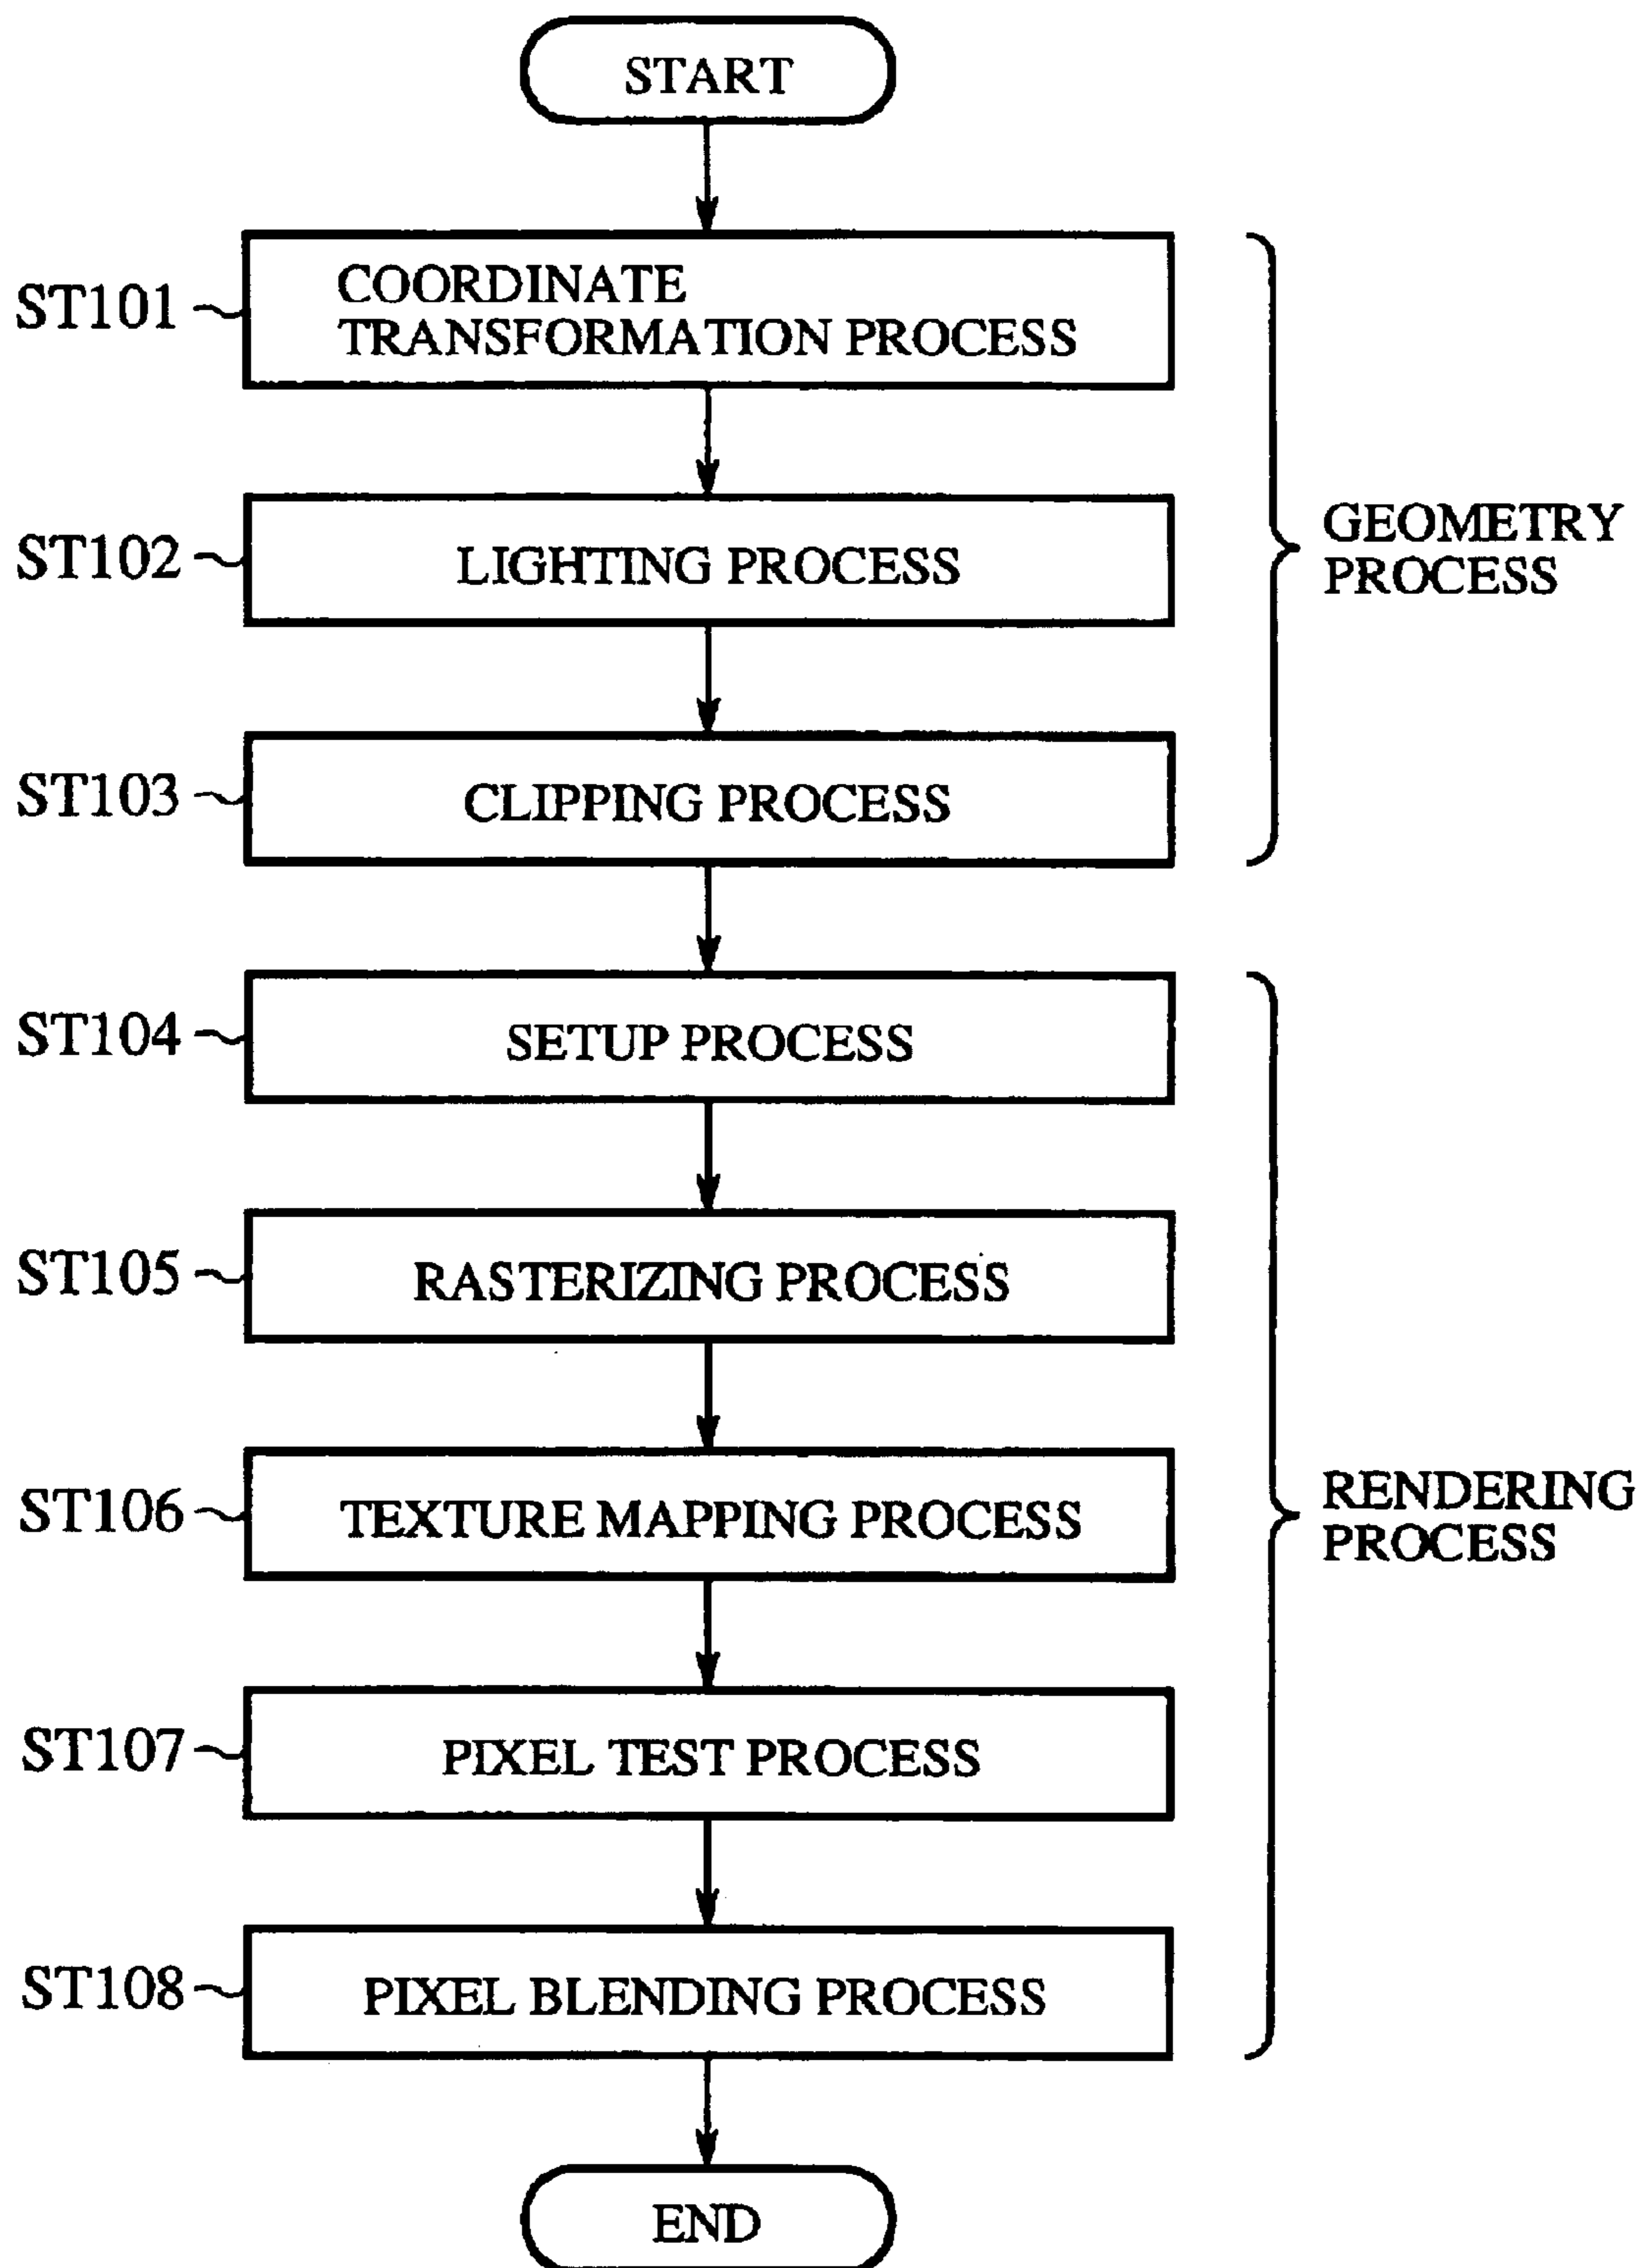 START
ST101
COORDINATE
TRANSFORMATION PROCESS
ST102
LIGHTING PROCESS
GEOMETRY
PROCESS
ST103
CLIPPING PROCESS
ST104
SETUP PROCESS
ST105
RASTERIZING PROCESS
ST106
TEXTURE MAPPING PROCESS
RENDERING
PROCESS
ST107
PIXEL TEST PROCESS
ST108
PIXEL BLENDING PROCESS
END